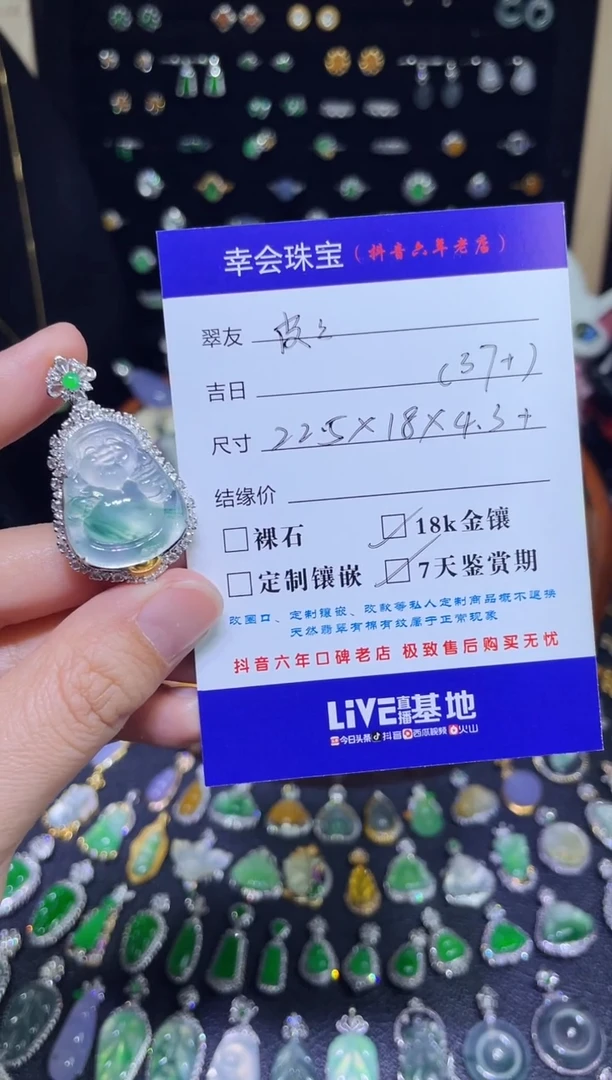 幸会珠宝（抖音六年老店）
翠友 皮
吉日 (37+)
尺寸 22.5×18×4.3+
结缘价
裸石 18k金镶
定制镶嵌 7天鉴赏期
改圈口、定制镶嵌、改款等私人定制商品概不退换
天然翡翠有棉有纹属于正常现象
抖音六年口碑老店 极致售后购买无忧
LiVE直播基地
今日头条 抖音 西瓜视频 火山